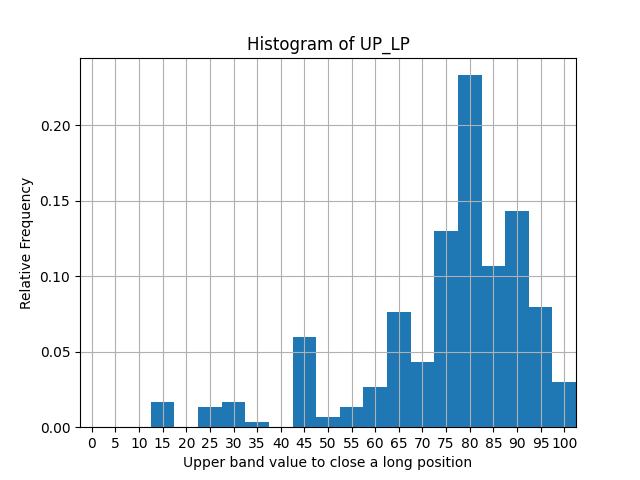 Histogram of UP_LP
Relative Frequency
0.20
0.15
0.10
0.05
0.00
0 5 10 15 20 25 30 35 40 45 50 55 60 65 70 75 80 85 90 95 100
Upper band value to close a long position